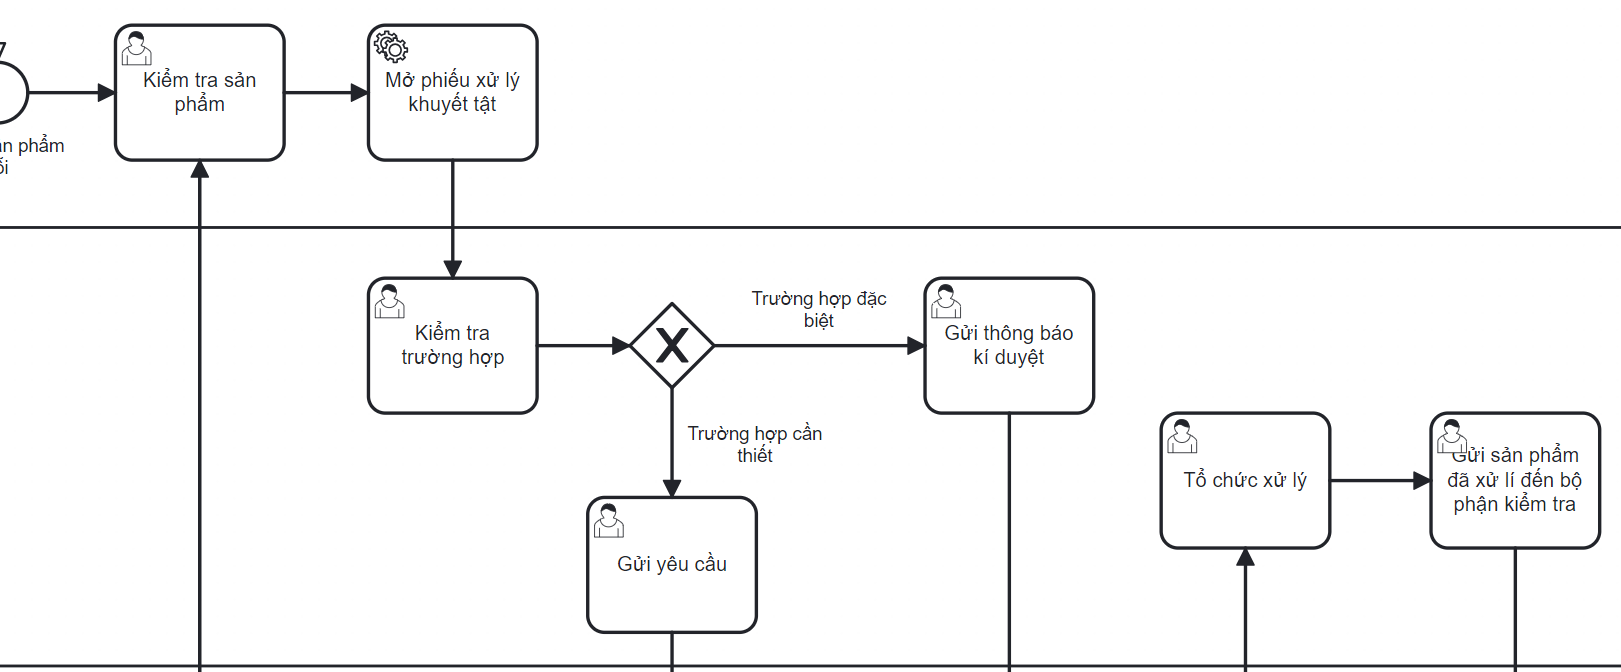 Kiểm tra sản
phẩm
Mở phiếu xử lý
khuyết tật
phẩm
Kiểm tra
trường hợp
Trường hợp đặc
biệt
Gửi thông báo
kí duyệt
Trường hợp cần
thiết
Gửi yêu cầu
Tổ chức xử lý
Gửi sản phẩm
đã xử lí đến bộ
phận kiểm tra